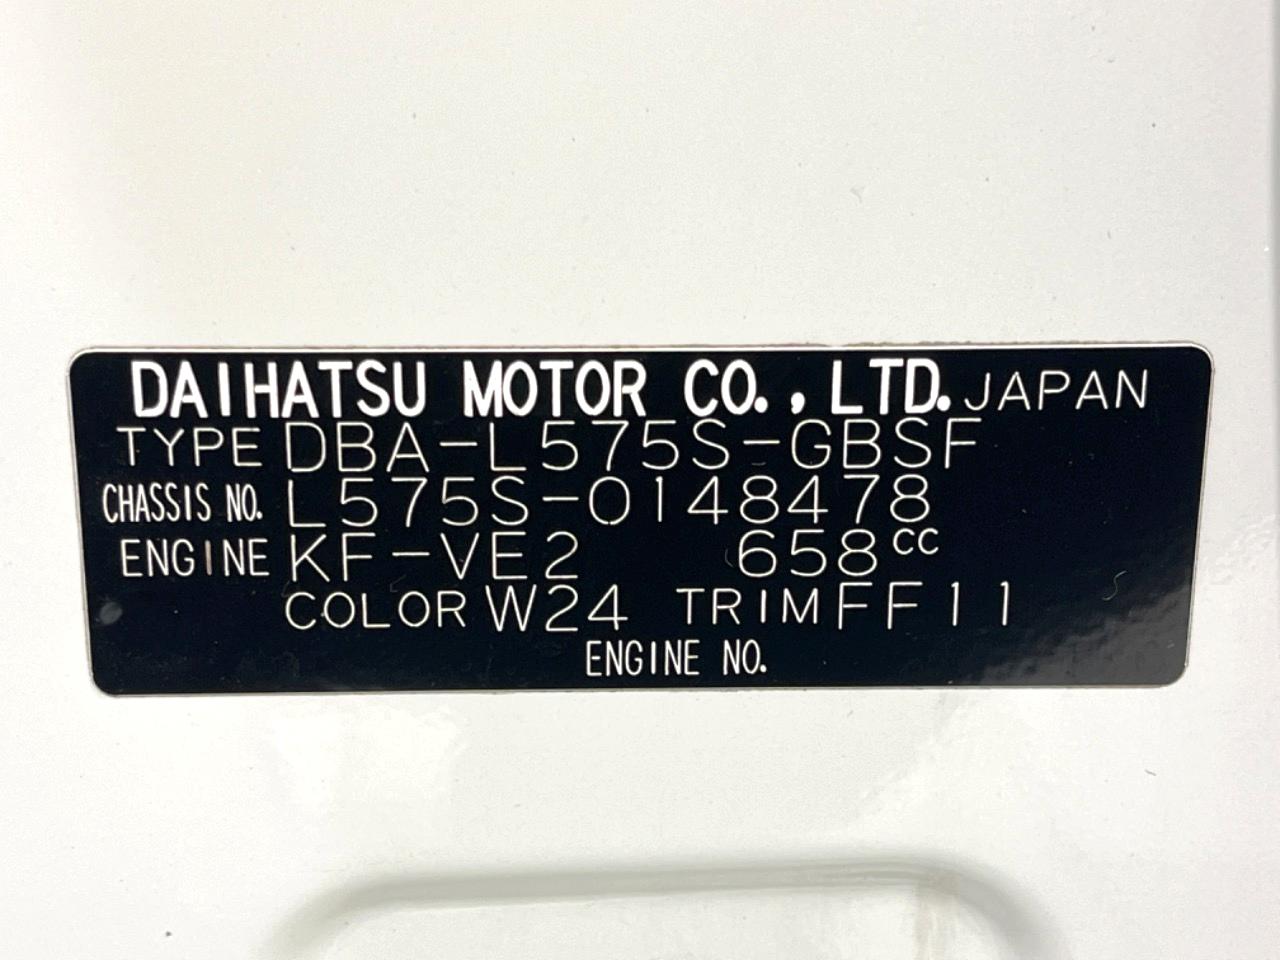 DAIHATSU MOTOR CO., LTD. JAPAN
TYPE DBA-L575S-GBSF
CHASSIS NO. L575S-0148478
ENGINE KF-VE2 658cc
COLOR W24 TRIM FF11
ENGINE NO.